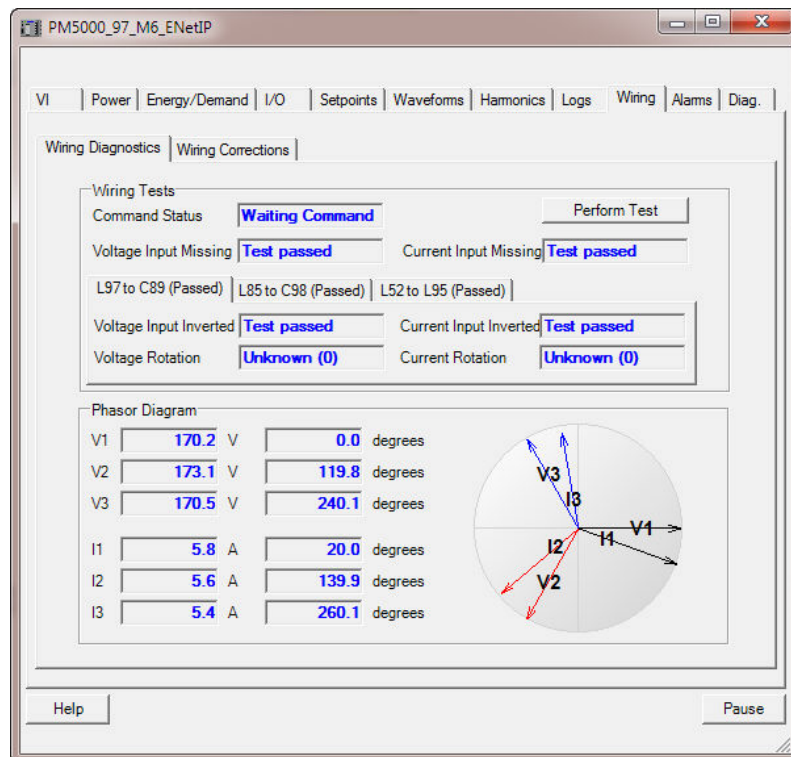 PM5000_97_M6_ENetIP
VI Power Energy/Demand I/O Setpoints Waveforms Harmonics Logs Wiring Alarms Diag.
Wiring Diagnostics Wiring Corrections
Wiring Tests
Command Status Waiting Command Perform Test
Voltage Input Missing Test passed Current Input Missing Test passed
L97 to C89 (Passed) L85 to C98 (Passed) L52 to L95 (Passed)
Voltage Input Inverted Test passed Current Input Inverted Test passed
Voltage Rotation Unknown (0) Current Rotation Unknown (0)
Phasor Diagram
V1 170.2 V 0.0 degrees
V2 173.1 V 119.8 degrees
V3 170.5 V 240.1 degrees
I1 5.8 A 20.0 degrees
I2 5.6 A 139.9 degrees
I3 5.4 A 260.1 degrees
V3
I3
V1
I1
I2
V2
Help Pause